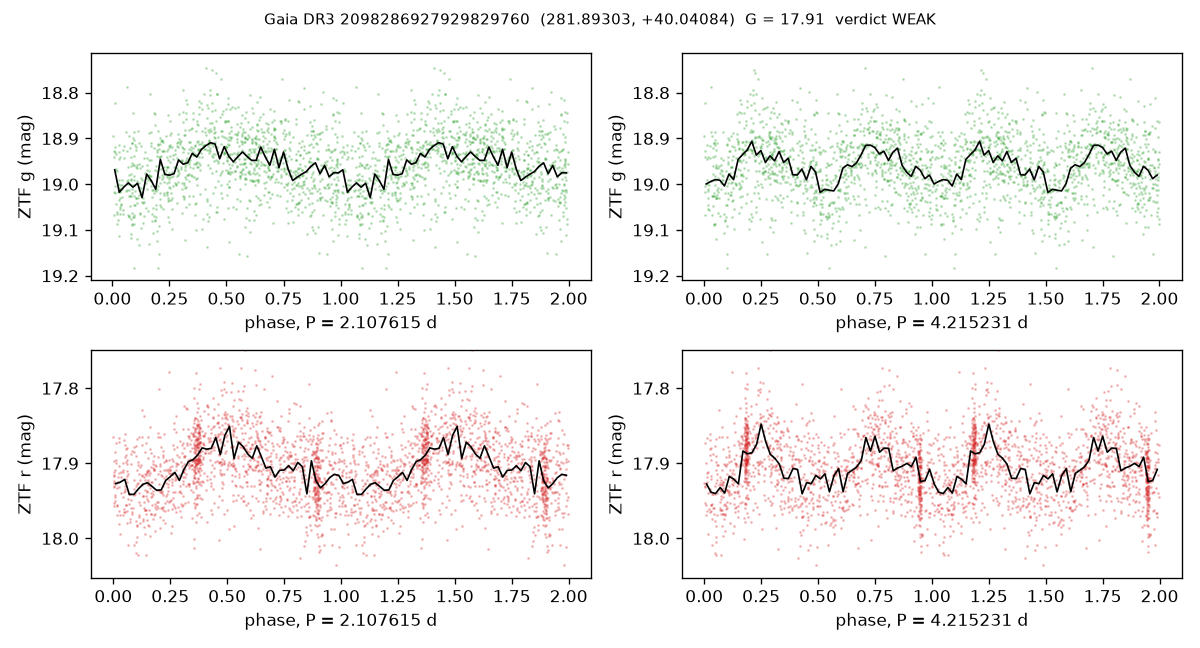 Gaia DR3 2098286927929829760 (281.89303, +40.04084) G = 17.91 verdict WEAK
ZTF g (mag)
18.8
18.9
19.0
19.1
19.2
0.00 0.25 0.50 0.75 1.00 1.25 1.50 1.75 2.00
phase, P = 2.107615 d
ZTF g (mag)
18.8
18.9
19.0
19.1
19.2
0.00 0.25 0.50 0.75 1.00 1.25 1.50 1.75 2.00
phase, P = 4.215231 d
ZTF r (mag)
17.8
17.9
18.0
0.00 0.25 0.50 0.75 1.00 1.25 1.50 1.75 2.00
phase, P = 2.107615 d
ZTF r (mag)
17.8
17.9
18.0
0.00 0.25 0.50 0.75 1.00 1.25 1.50 1.75 2.00
phase, P = 4.215231 d